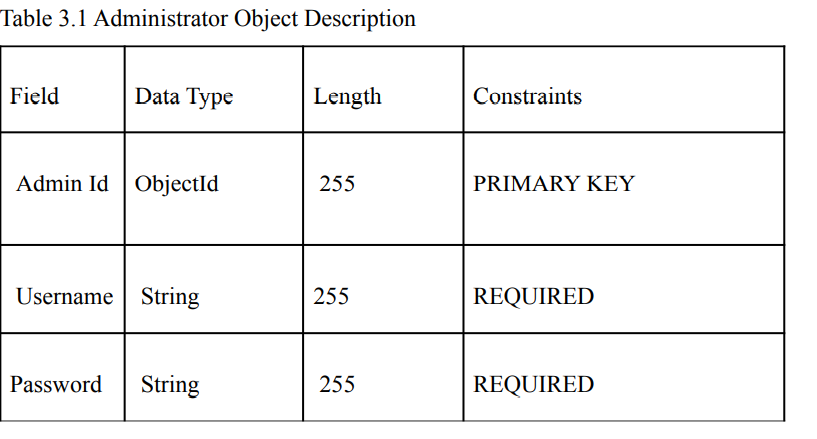 Table 3.1 Administrator Object Description
Field Data Type Length Constraints
Admin Id ObjectId 255 PRIMARY KEY
Username String 255 REQUIRED
Password String 255 REQUIRED